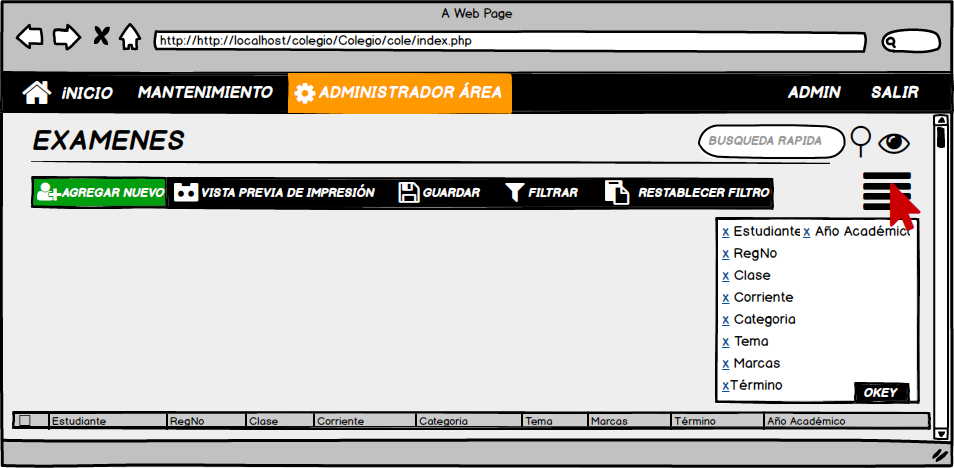 A Web Page
http://http://localhost/colegio/Colegio/cole/index.php
iNICIO MANTENIMIENTO ADMINISTRADOR ÁREA ADMIN SALIR
EXAMENES BUSQUEDA RAPIDA
AGREGAR NUEVO VISTA PREVIA DE IMPRESIÓN GUARDAR FILTRAR RESTABLECER FILTRO
x Estudiante x Año Académic
x RegNo
x Clase
x Corriente
x Categoria
x Tema
x Marcas
xTérmino
OKEY
Estudiante RegNo Clase Corriente Categoria Tema Marcas Término Año Académico